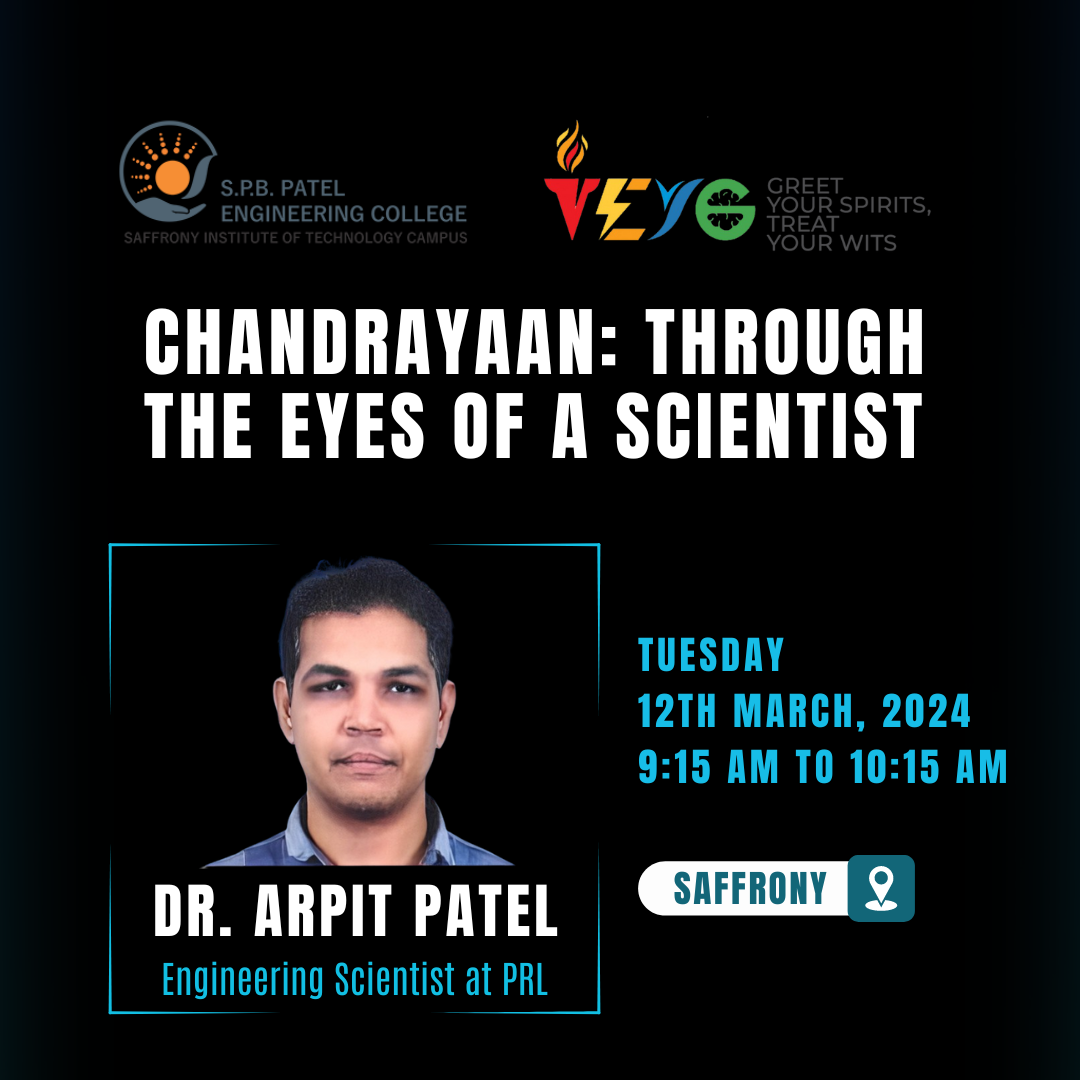 S.P.B. PATEL
ENGINEERING COLLEGE
SAFFRONY INSTITUTE OF TECHNOLOGY CAMPUS
VEYG
GREET
YOUR SPIRITS,
TREAT
YOUR WITS
CHANDRAYAAN: THROUGH
THE EYES OF A SCIENTIST
DR. ARPIT PATEL
Engineering Scientist at PRL
TUESDAY
12TH MARCH, 2024
9:15 AM TO 10:15 AM
SAFFRONY